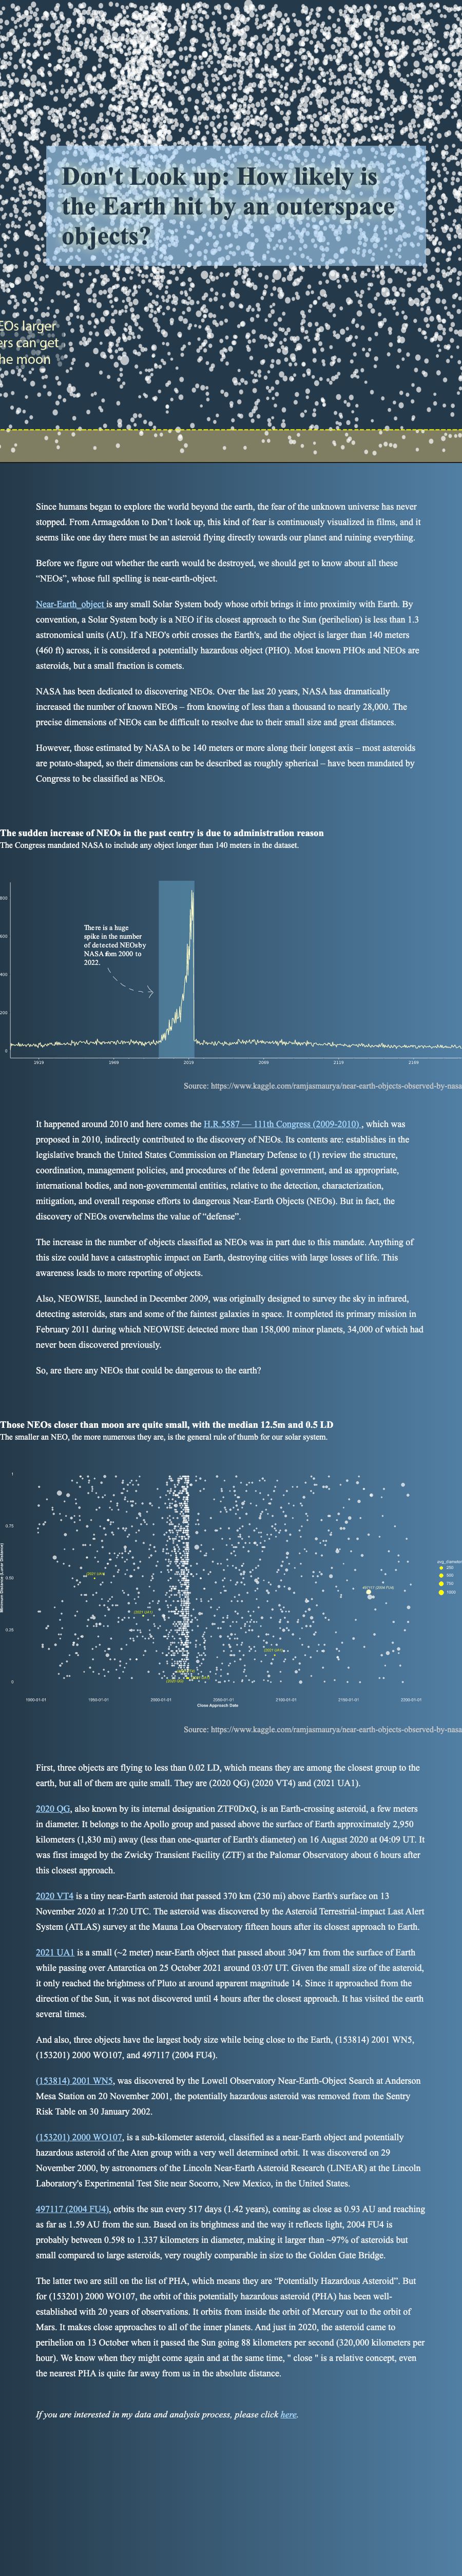 Don't Look up: How likely is
the Earth hit by an outerspace
objects?
EOs larger
ers can get
he moon
Since humans began to explore the world beyond the earth, the fear of the unknown universe has never
stopped. From Armageddon to Don’t look up, this kind of fear is continuously visualized in films, and it
seems like one day there must be an asteroid flying directly towards our planet and ruining everything.
Before we figure out whether the earth would be destroyed, we should get to know about all these
“NEOs”, whose full spelling is near-earth-object.
Near-Earth_object is any small Solar System body whose orbit brings it into proximity with Earth. By
convention, a Solar System body is a NEO if its closest approach to the Sun (perihelion) is less than 1.3
astronomical units (AU). If a NEO's orbit crosses the Earth's, and the object is larger than 140 meters
(460 ft) across, it is considered a potentially hazardous object (PHO). Most known PHOs and NEOs are
asteroids, but a small fraction is comets.
NASA has been dedicated to discovering NEOs. Over the last 20 years, NASA has dramatically
increased the number of known NEOs – from knowing of less than a thousand to nearly 28,000. The
precise dimensions of NEOs can be difficult to resolve due to their small size and great distances.
However, those estimated by NASA to be 140 meters or more along their longest axis – most asteroids
are potato-shaped, so their dimensions can be described as roughly spherical – have been mandated by
Congress to be classified as NEOs.
The sudden increase of NEOs in the past centry is due to administration reason
The Congress mandated NASA to include any object longer than 140 meters in the dataset.
800
600
400
200
0
There is a huge
spike in the number
of detected NEOs by
NASA from 2000 to
2022.
1919 1969 2019 2069 2119 2169
Source: https://www.kaggle.com/ramjasmaurya/near-earth-objects-observed-by-nasa
It happened around 2010 and here comes the H.R.5587 — 111th Congress (2009-2010) , which was
proposed in 2010, indirectly contributed to the discovery of NEOs. Its contents are: establishes in the
legislative branch the United States Commission on Planetary Defense to (1) review the structure,
coordination, management policies, and procedures of the federal government, and as appropriate,
international bodies, and non-governmental entities, relative to the detection, characterization,
mitigation, and overall response efforts to dangerous Near-Earth Objects (NEOs). But in fact, the
discovery of NEOs overwhelms the value of “defense”.
The increase in the number of objects classified as NEOs was in part due to this mandate. Anything of
this size could have a catastrophic impact on Earth, destroying cities with large losses of life. This
awareness leads to more reporting of objects.
Also, NEOWISE, launched in December 2009, was originally designed to survey the sky in infrared,
detecting asteroids, stars and some of the faintest galaxies in space. It completed its primary mission in
February 2011 during which NEOWISE detected more than 158,000 minor planets, 34,000 of which had
never been discovered previously.
So, are there any NEOs that could be dangerous to the earth?
Those NEOs closer than moon are quite small, with the median 12.5m and 0.5 LD
The smaller an NEO, the more numerous they are, is the general rule of thumb for our solar system.
1
0.75
0.50
0.25
0
Minimum Distance (Lunar Distance)
(2021 UA1)
(2021 UA1)
(2021 UA1)
497117 (2004 FU4)
avg_diameter
250
500
750
1000
1900-01-01 1950-01-01 2000-01-01 2050-01-01 2100-01-01 2150-01-01 2200-01-01
Close Approach Date
Source: https://www.kaggle.com/ramjasmaurya/near-earth-objects-observed-by-nasa
First, three objects are flying to less than 0.02 LD, which means they are among the closest group to the
earth, but all of them are quite small. They are (2020 QG) (2020 VT4) and (2021 UA1).
2020 QG, also known by its internal designation ZTF0DxQ, is an Earth-crossing asteroid, a few meters
in diameter. It belongs to the Apollo group and passed above the surface of Earth approximately 2,950
kilometers (1,830 mi) away (less than one-quarter of Earth's diameter) on 16 August 2020 at 04:09 UT. It
was first imaged by the Zwicky Transient Facility (ZTF) at the Palomar Observatory about 6 hours after
this closest approach.
2020 VT4 is a tiny near-Earth asteroid that passed 370 km (230 mi) above Earth's surface on 13
November 2020 at 17:20 UTC. The asteroid was discovered by the Asteroid Terrestrial-impact Last Alert
System (ATLAS) survey at the Mauna Loa Observatory fifteen hours after its closest approach to Earth.
2021 UA1 is a small (~2 meter) near-Earth object that passed about 3047 km from the surface of Earth
while passing over Antarctica on 25 October 2021 around 03:07 UT. Given the small size of the asteroid,
it only reached the brightness of Pluto at around apparent magnitude 14. Since it approached from the
direction of the Sun, it was not discovered until 4 hours after the closest approach. It has visited the earth
several times.
And also, three objects have the largest body size while being close to the Earth, (153814) 2001 WN5,
(153201) 2000 WO107, and 497117 (2004 FU4).
(153814) 2001 WN5, was discovered by the Lowell Observatory Near-Earth-Object Search at Anderson
Mesa Station on 20 November 2001, the potentially hazardous asteroid was removed from the Sentry
Risk Table on 30 January 2002.
(153201) 2000 WO107, is a sub-kilometer asteroid, classified as a near-Earth object and potentially
hazardous asteroid of the Aten group with a very well determined orbit. It was discovered on 29
November 2000, by astronomers of the Lincoln Near-Earth Asteroid Research (LINEAR) at the Lincoln
Laboratory's Experimental Test Site near Socorro, New Mexico, in the United States.
497117 (2004 FU4), orbits the sun every 517 days (1.42 years), coming as close as 0.93 AU and reaching
as far as 1.59 AU from the sun. Based on its brightness and the way it reflects light, 2004 FU4 is
probably between 0.598 to 1.337 kilometers in diameter, making it larger than ~97% of asteroids but
small compared to large asteroids, very roughly comparable in size to the Golden Gate Bridge.
The latter two are still on the list of PHA, which means they are “Potentially Hazardous Asteroid”. But
for (153201) 2000 WO107, the orbit of this potentially hazardous asteroid (PHA) has been well-
established with 20 years of observations. It orbits from inside the orbit of Mercury out to the orbit of
Mars. It makes close approaches to all of the inner planets. And just in 2020, the asteroid came to
perihelion on 13 October when it passed the Sun going 88 kilometers per second (320,000 kilometers per
hour). We know when they might come again and at the same time, " close " is a relative concept, even
the nearest PHA is quite far away from us in the absolute distance.
If you are interested in my data and analysis process, please click here.